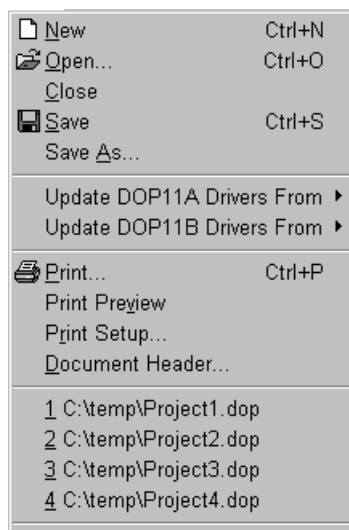 New Ctrl+N
Open... Ctrl+O
Close
Save Ctrl+S
Save As...
Update DOP11A Drivers From
Update DOP11B Drivers From
Print... Ctrl+P
Print Preview
Print Setup...
Document Header...
1 C:\temp\Project1.dop
2 C:\temp\Project2.dop
3 C:\temp\Project3.dop
4 C:\temp\Project4.dop